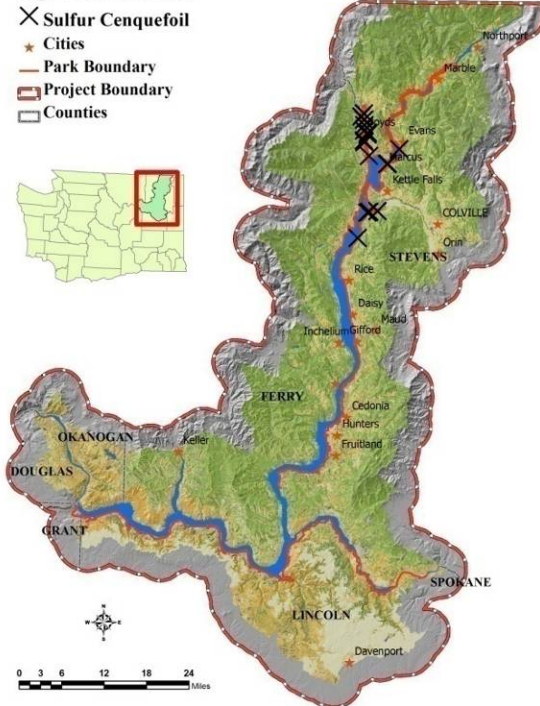 Sulfur Cenquefoil
Cities
Park Boundary
Project Boundary
Counties
Northport
Marble
Evans
Marcus
Kettle Falls
COLVILLE
Orin
STEVENS
Rice
Daisy
Maud
Inchelium
Gifford
FERRY
Cedonia
Hunters
Fruitland
OKANOGAN
Keller
DOUGLAS
GRANT
SPOKANE
LINCOLN
Davenport
N
W
E
S
0 3 6 12 18 24
Miles